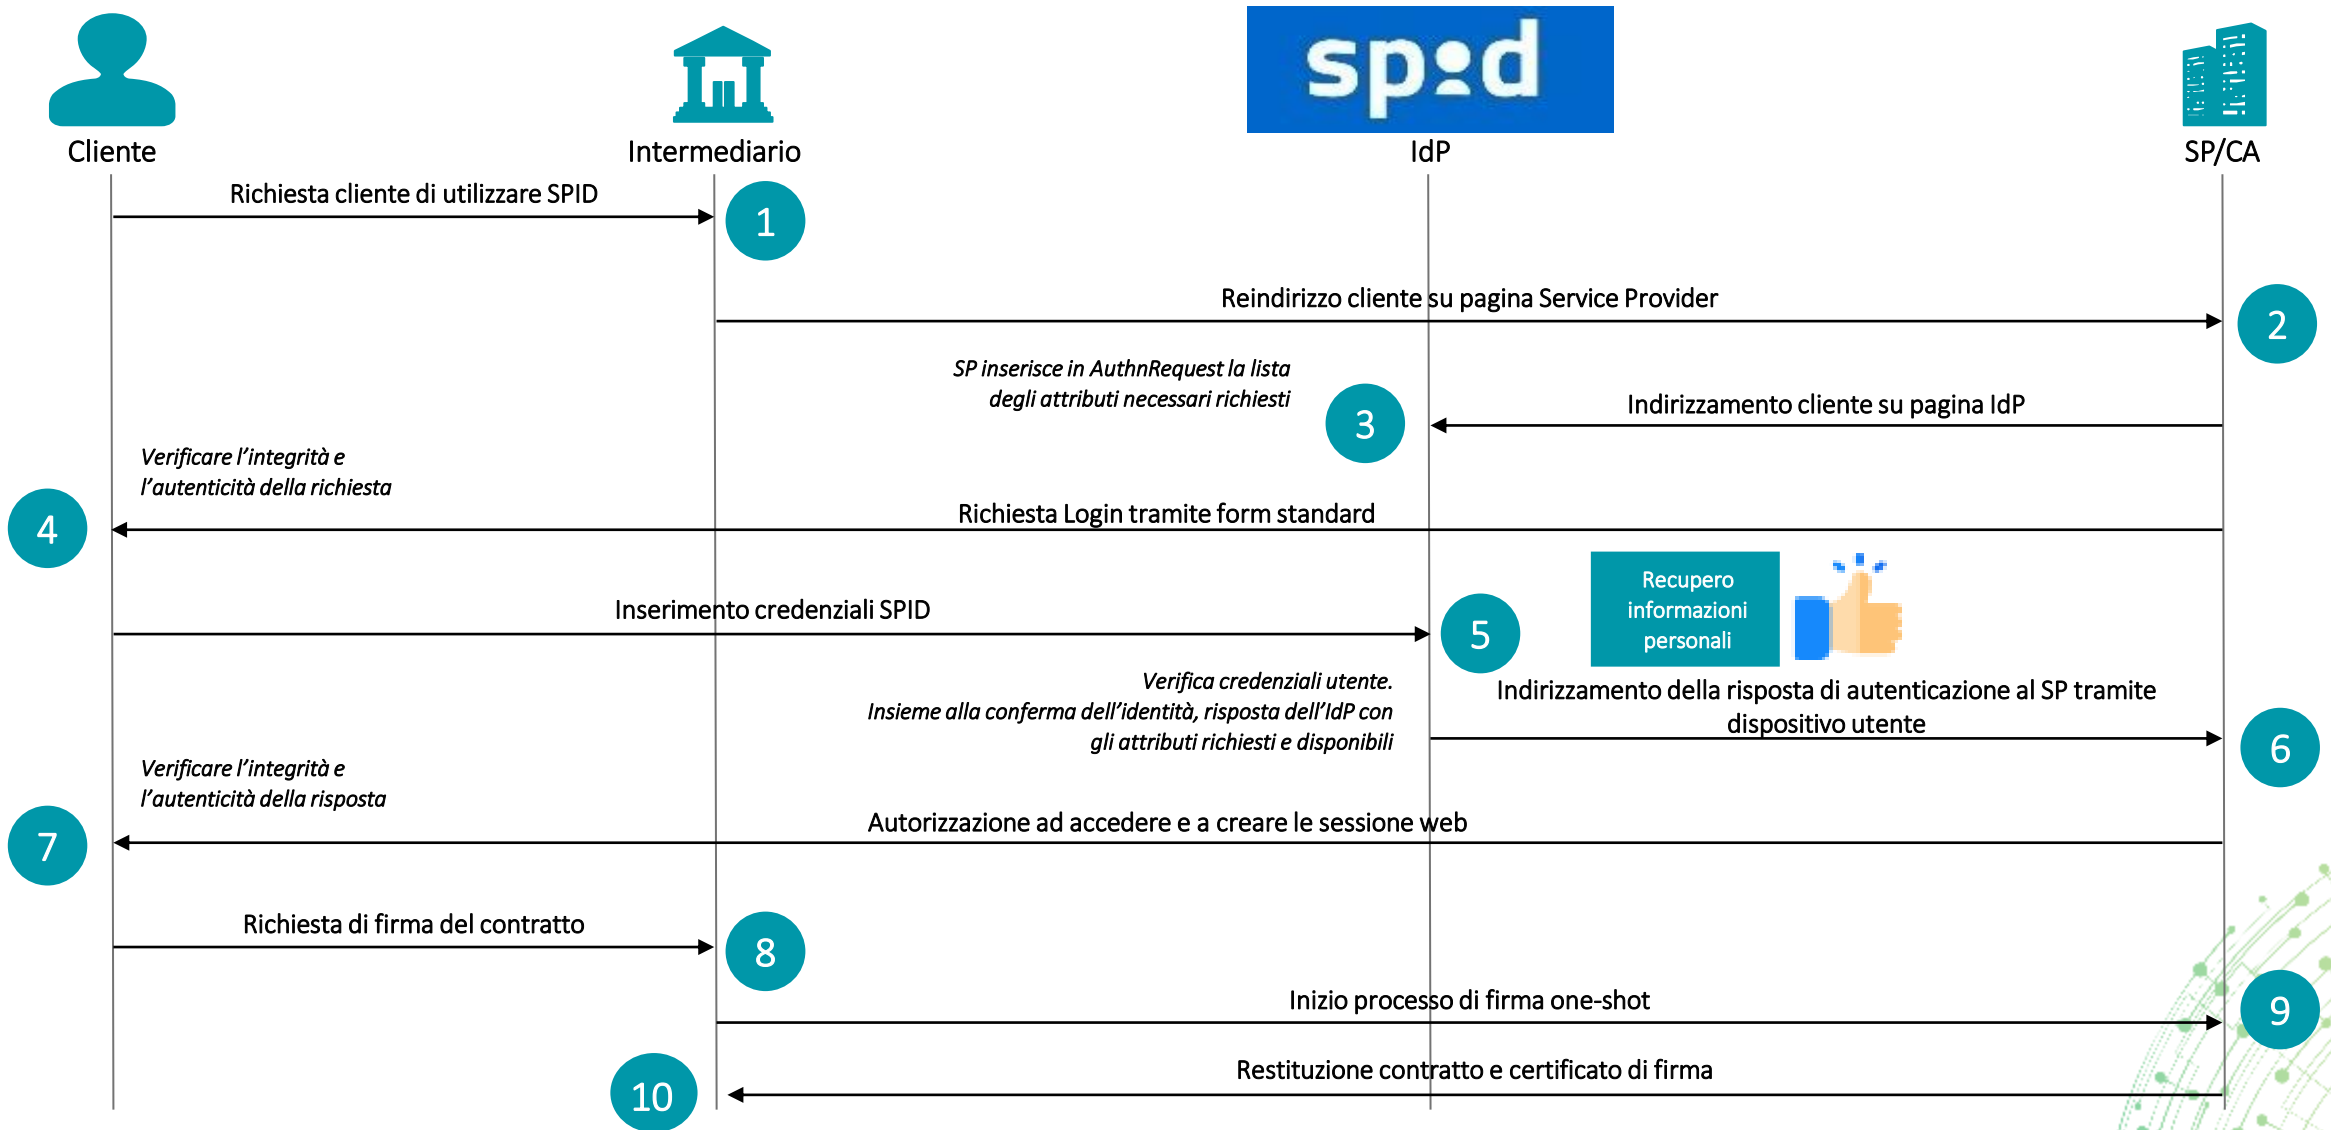 spid
Cliente
Intermediario
IdP
SP/CA
Richiesta cliente di utilizzare SPID
1
Reindirizzo cliente su pagina Service Provider
2
SP inserisce in AuthnRequest la lista
degli attributi necessari richiesti
3
Indirizzamento cliente su pagina IdP
Verificare l'integrità e
l'autenticità della richiesta
4
Richiesta Login tramite form standard
Recupero
informazioni
personali
Inserimento credenziali SPID
5
Verifica credenziali utente.
Insieme alla conferma dell'identità, risposta dell'IdP con
gli attributi richiesti e disponibili
Indirizzamento della risposta di autenticazione al SP tramite
dispositivo utente
6
Verificare l'integrità e
l'autenticità della risposta
7
Autorizzazione ad accedere e a creare le sessione web
Richiesta di firma del contratto
8
Inizio processo di firma one-shot
9
Restituzione contratto e certificato di firma
10